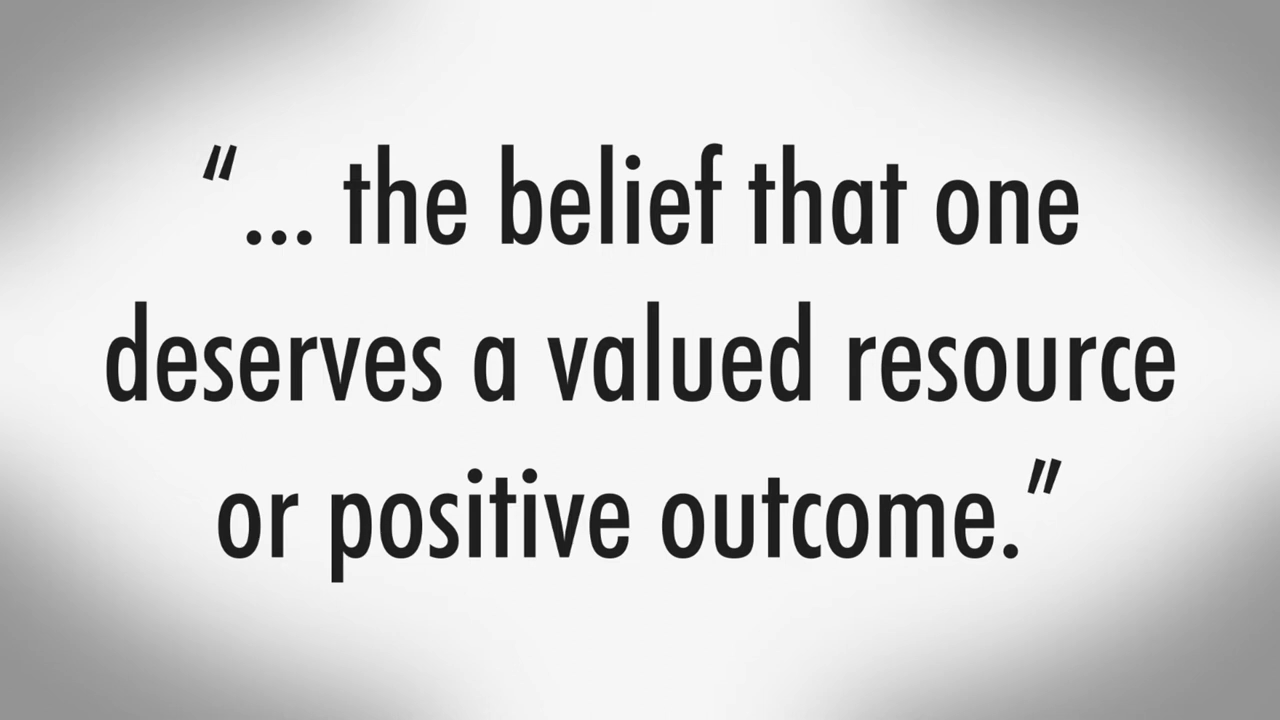 "... the belief that one
deserves a valued resource
or positive outcome."